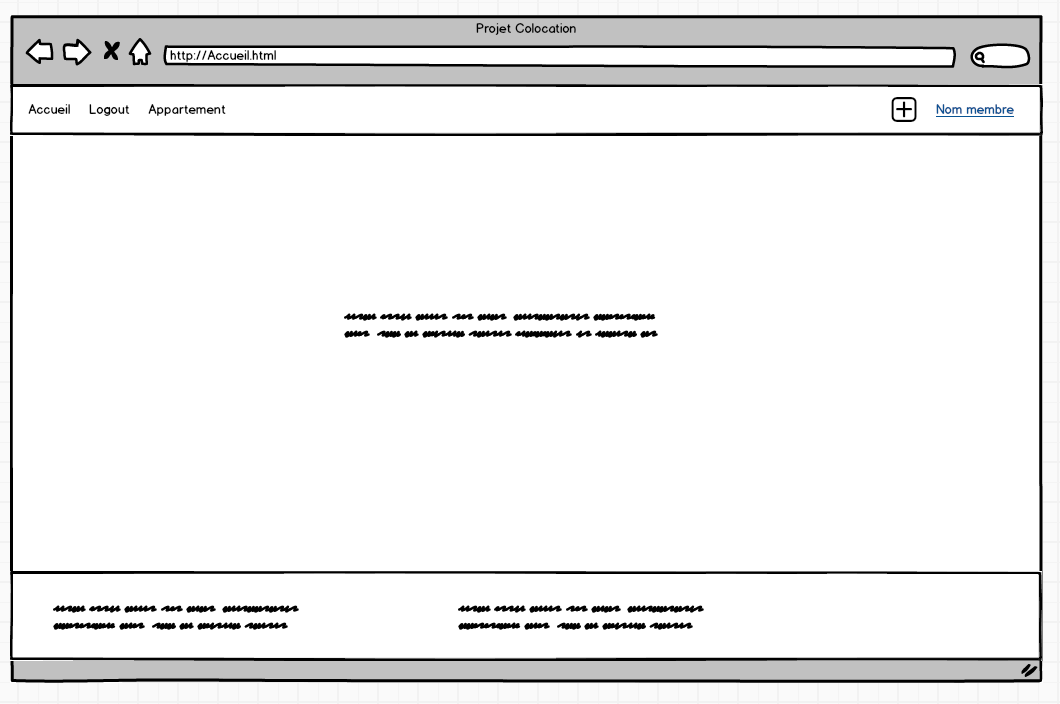 Projet Colocation
http://Accueil.html
Accueil Logout Appartement Nom membre